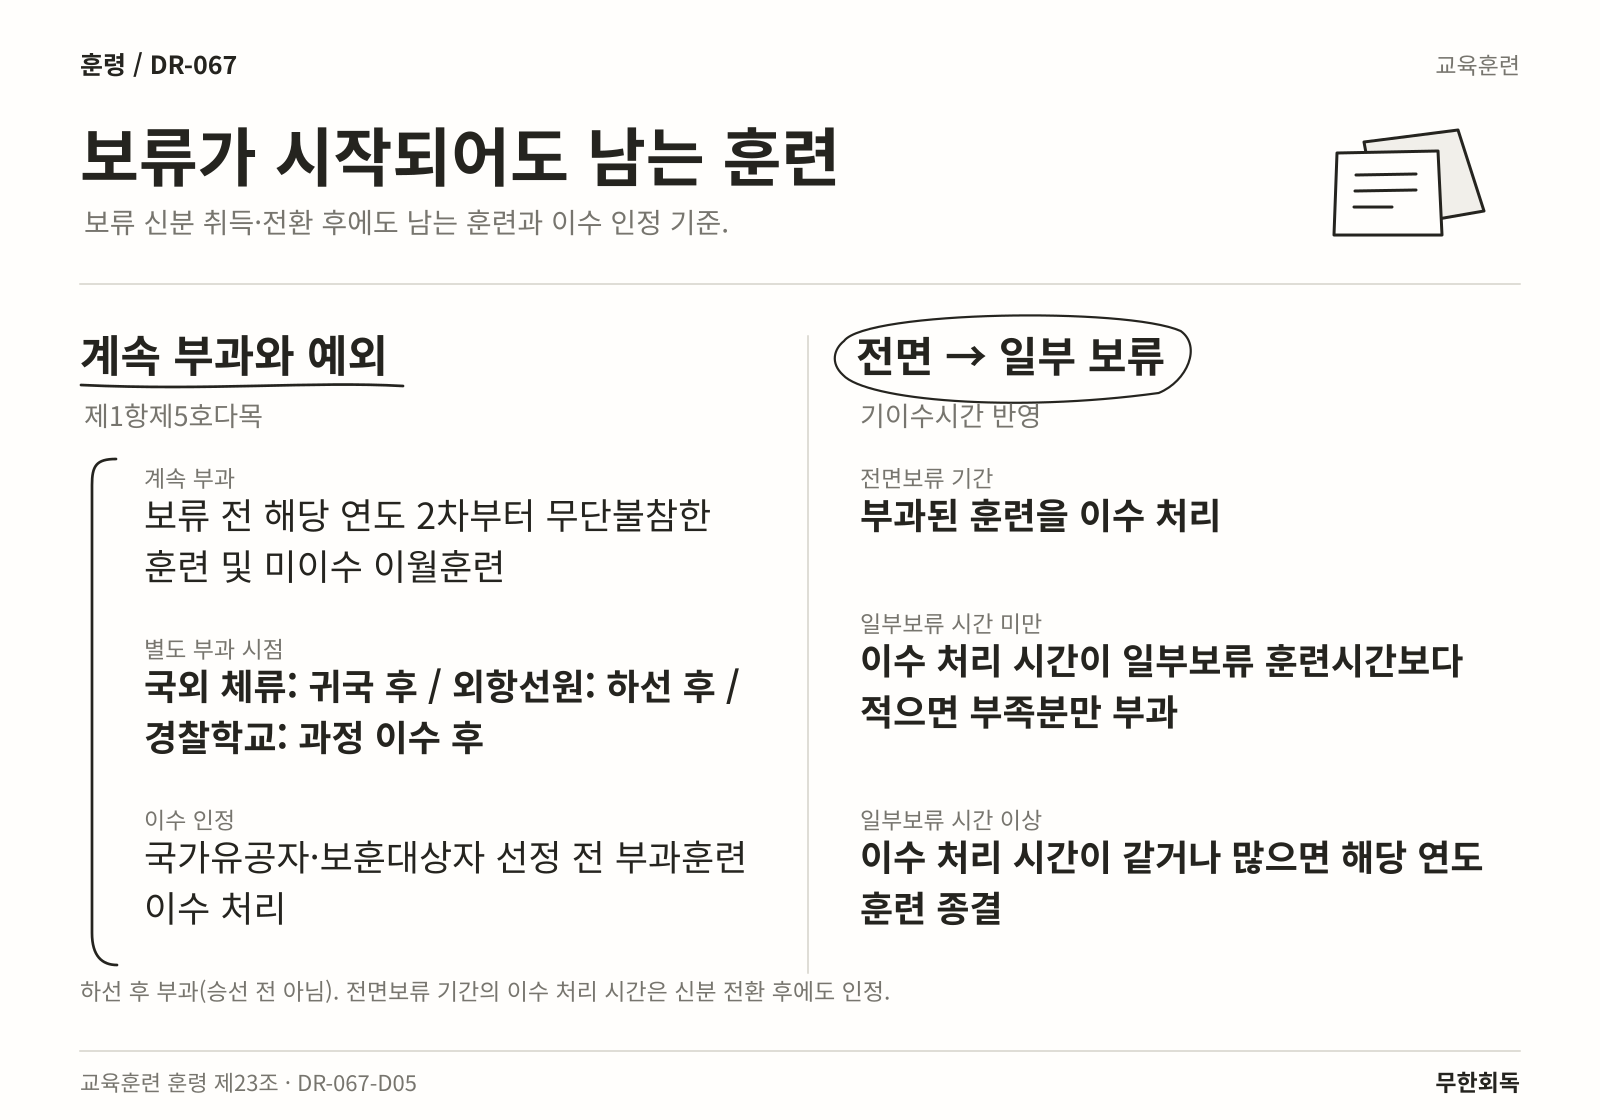 훈령 / DR-067
교육훈련
보류가 시작되어도 남는 훈련
보류 신분 취득·전환 후에도 남는 훈련과 이수 인정 기준.
계속 부과와 예외
제1항제5호다목
계속 부과
보류 전 해당 연도 2차부터 무단불참한
훈련 및 미이수 이월훈련
별도 부과 시점
국외 체류: 귀국 후 / 외항선원: 하선 후 /
경찰학교: 과정 이수 후
이수 인정
국가유공자·보훈대상자 선정 전 부과훈련
이수 처리
전면 → 일부 보류
기이수시간 반영
전면보류 기간
부과된 훈련을 이수 처리
일부보류 시간 미만
이수 처리 시간이 일부보류 훈련시간보다
적으면 부족분만 부과
일부보류 시간 이상
이수 처리 시간이 같거나 많으면 해당 연도
훈련 종결
하선 후 부과(승선 전 아님). 전면보류 기간의 이수 처리 시간은 신분 전환 후에도 인정.
교육훈련 훈령 제23조 · DR-067-D05
무한회독